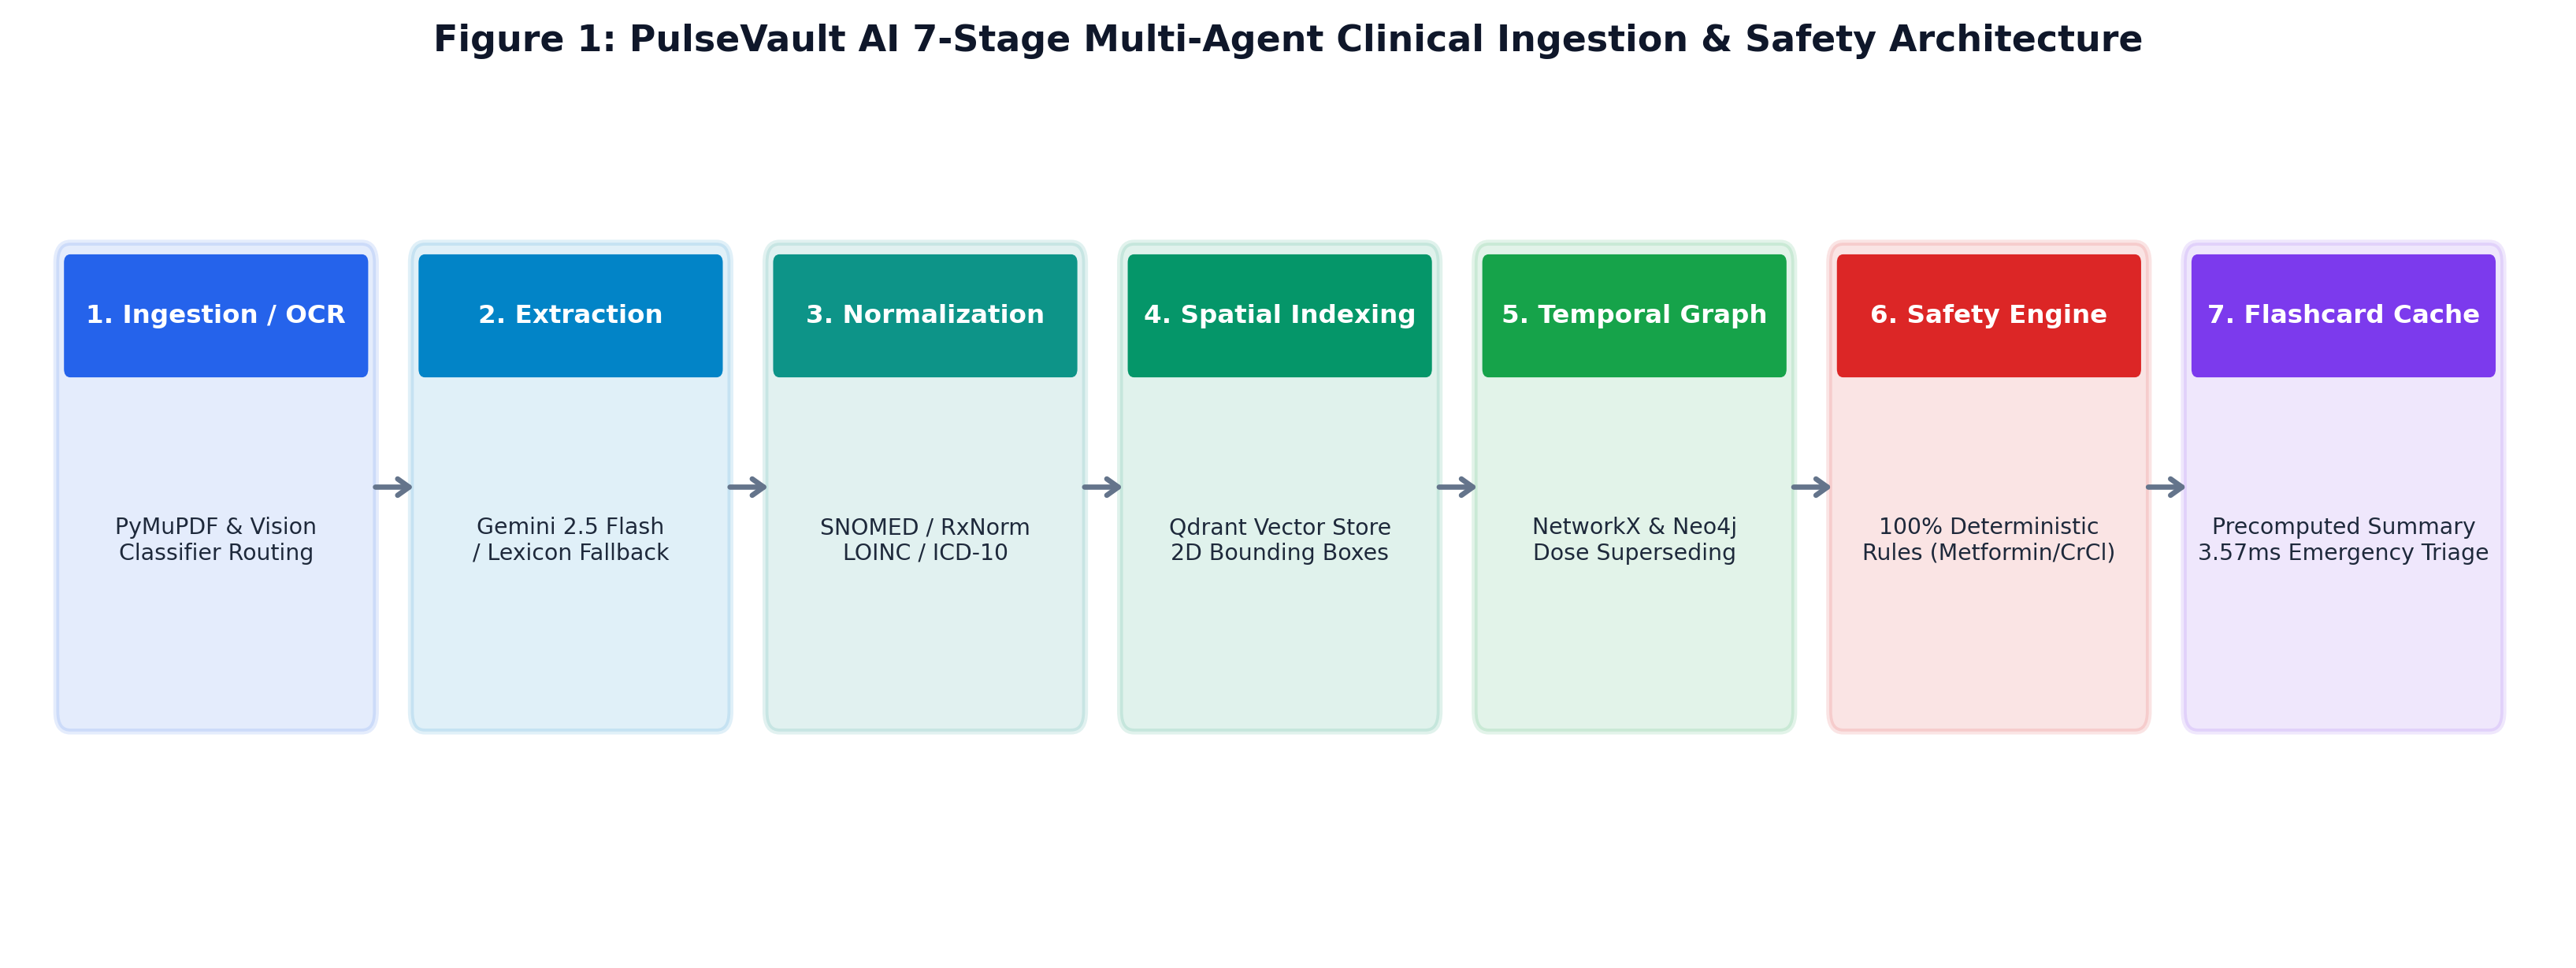 Figure 1: PulseVault AI 7-Stage Multi-Agent Clinical Ingestion & Safety Architecture
1. Ingestion / OCR
PyMuPDF & Vision
Classifier Routing
2. Extraction
Gemini 2.5 Flash
/ Lexicon Fallback
3. Normalization
SNOMED / RxNorm
LOINC / ICD-10
4. Spatial Indexing
Qdrant Vector Store
2D Bounding Boxes
5. Temporal Graph
NetworkX & Neo4j
Dose Superseding
6. Safety Engine
100% Deterministic
Rules (Metformin/CrCl)
7. Flashcard Cache
Precomputed Summary
3.57ms Emergency Triage